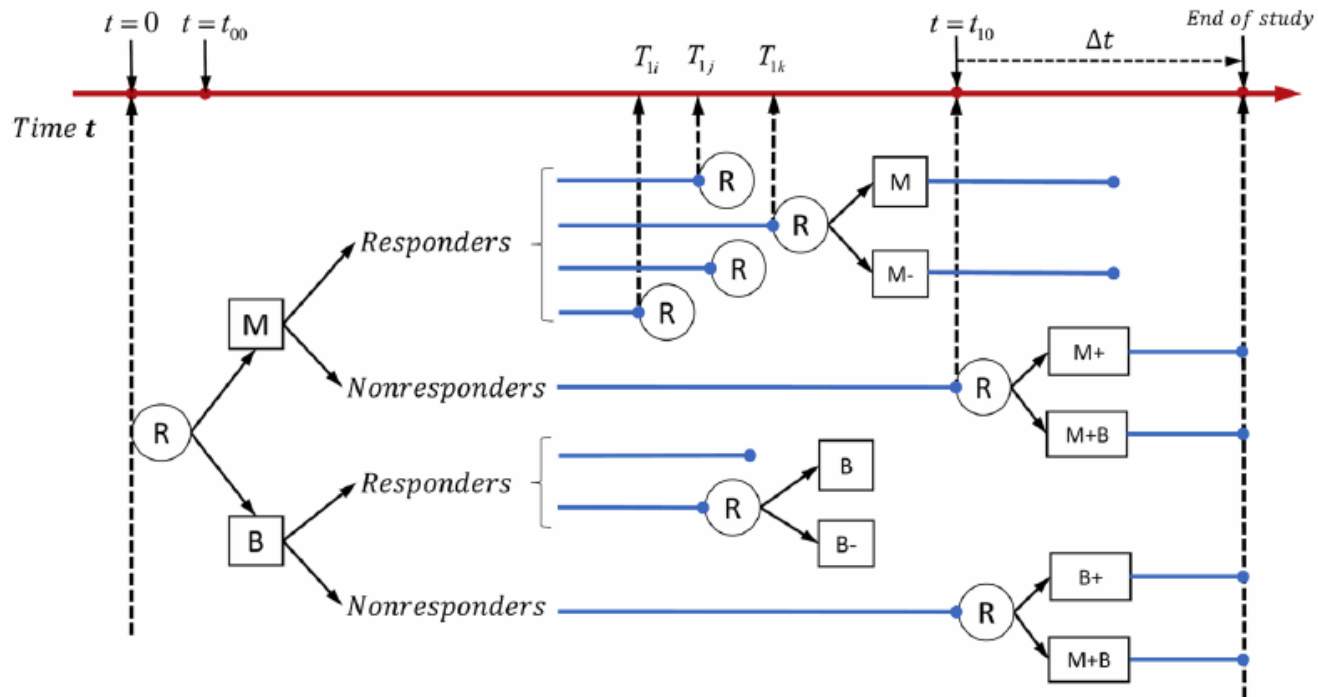 t = 0
t = t₀₀
T₁ᵢ
T₁ⱼ
T₁ₖ
t = t₁₀
Δt
End of study
Time t
R
M
R
M
Responders
R
M-
R
M
R
M+
Nonresponders
R
R
M+B
Responders
B
R
B
B-
B+
Nonresponders
R
M+B